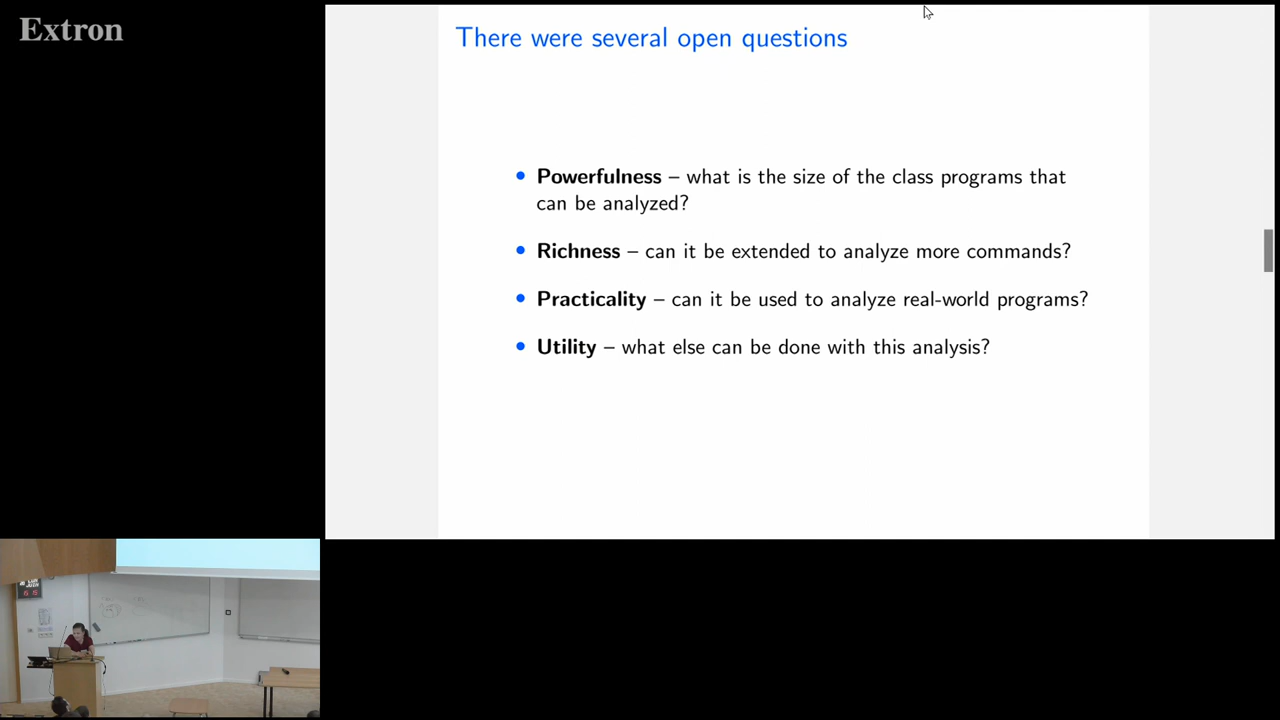 Extron
There were several open questions
• Powerfulness – what is the size of the class programs that
can be analyzed?
• Richness – can it be extended to analyze more commands?
• Practicality – can it be used to analyze real-world programs?
• Utility – what else can be done with this analysis?